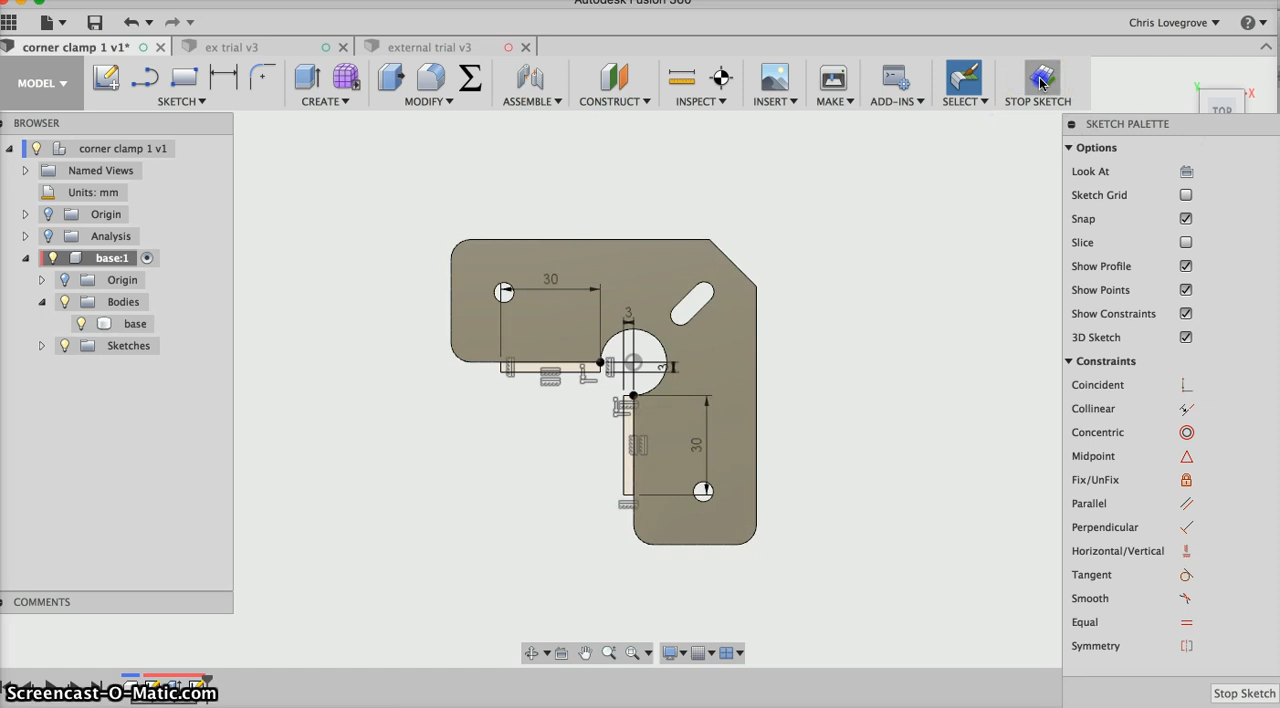 Autodesk Fusion 360
Chris Lovegrove
corner clamp 1 v1*
ex trial v3
external trial v3
MODEL
SKETCH
CREATE
MODIFY
ASSEMBLE
CONSTRUCT
INSPECT
INSERT
MAKE
ADD-INS
SELECT
STOP SKETCH
Y
X
TOP
BROWSER
corner clamp 1 v1
Named Views
Units: mm
Origin
Analysis
base:1
Origin
Bodies
base
Sketches
COMMENTS
30
3
3
30
SKETCH PALETTE
Options
Look At
Sketch Grid
Snap
Slice
Show Profile
Show Points
Show Constraints
3D Sketch
Constraints
Coincident
Collinear
Concentric
Midpoint
Fix/UnFix
Parallel
Perpendicular
Horizontal/Vertical
Tangent
Smooth
Equal
Symmetry
Stop Sketch
Screencast-O-Matic.com